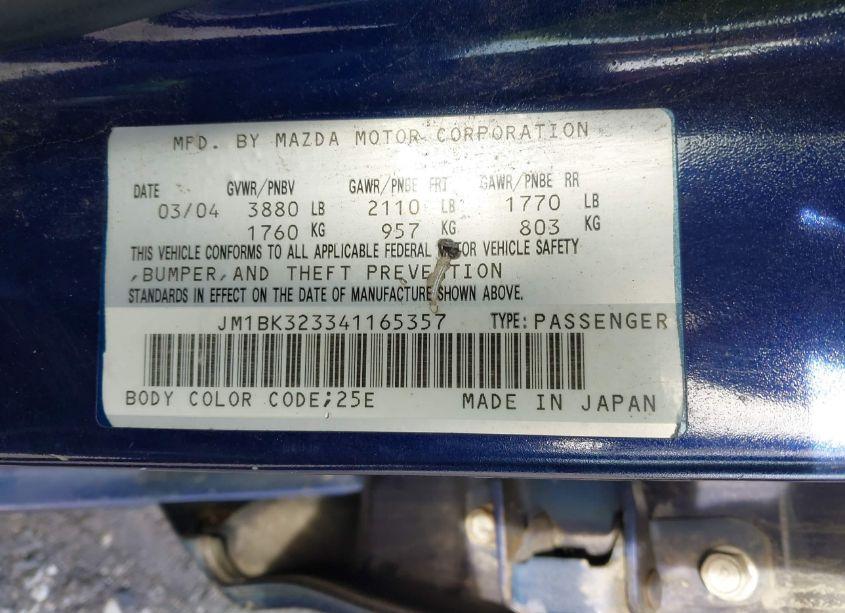 MFD. BY MAZDA MOTOR CORPORATION
DATE GVWR/PNBV GAWR/PNBE FRT GAWR/PNBE RR
03/04 3880 LB 2110 LB 1770 LB
1760 KG 957 KG 803 KG
THIS VEHICLE CONFORMS TO ALL APPLICABLE FEDERAL MOTOR VEHICLE SAFETY
,BUMPER,AND THEFT PREVENTION
STANDARDS IN EFFECT ON THE DATE OF MANUFACTURE SHOWN ABOVE.
JM1BK323341165357 TYPE: PASSENGER
BODY COLOR CODE;25E MADE IN JAPAN